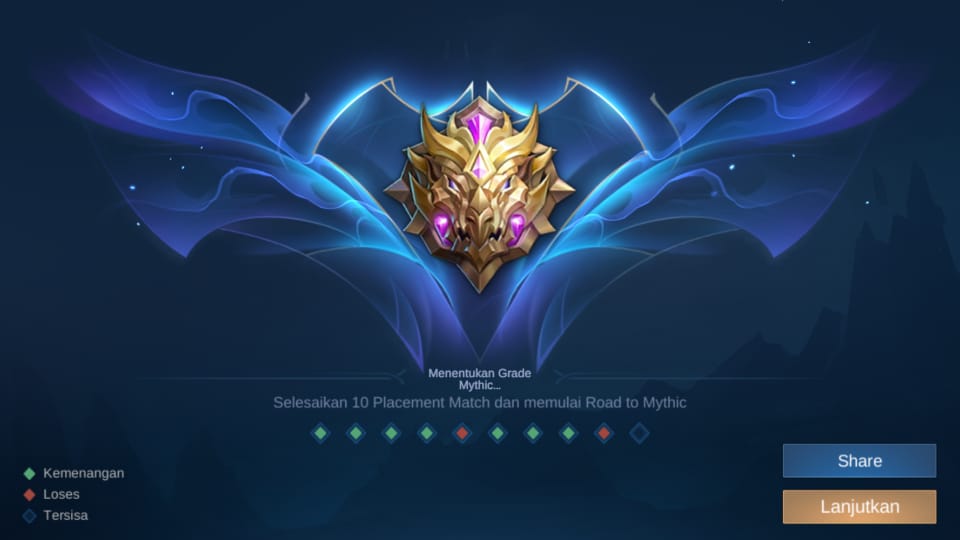 Menentukan Grade
Mythic...
Selesaikan 10 Placement Match dan memulai Road to Mythic
Kemenangan
Loses
Tersisa
Share
Lanjutkan